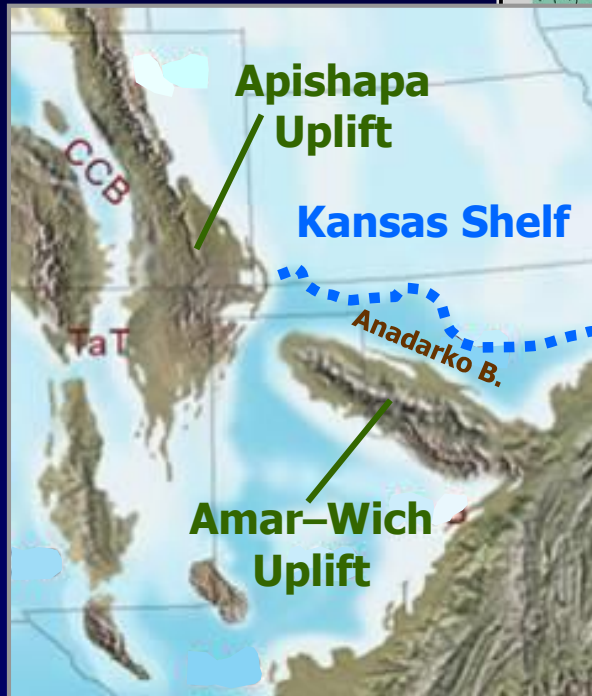 Apishapa
Uplift
CCB
Kansas Shelf
TaT
Anadarko B.
Amar–Wich
Uplift